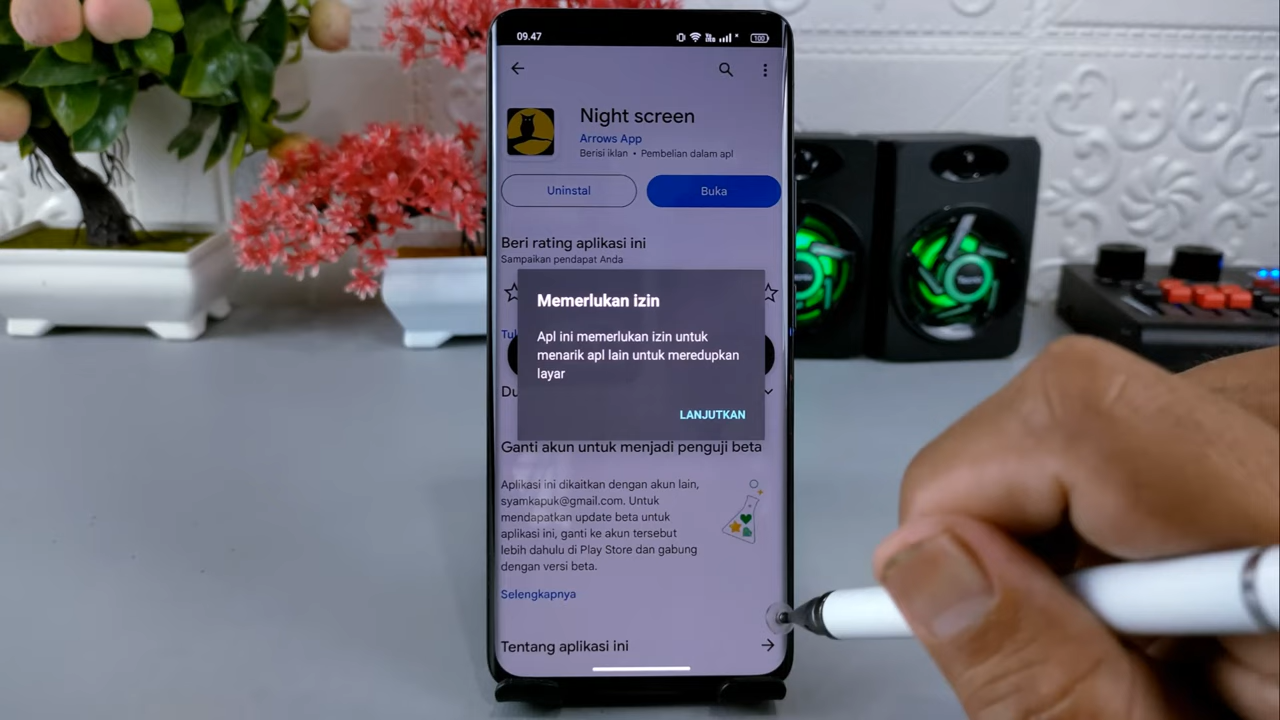 09.47
100
Night screen
Arrows App
Berisi iklan • Pembelian dalam apl
Uninstal
Buka
Beri rating aplikasi ini
Sampaikan pendapat Anda
Memerlukan izin
Apl ini memerlukan izin untuk
menarik apl lain untuk meredupkan
layar
LANJUTKAN
Ganti akun untuk menjadi penguji beta
Aplikasi ini dikaitkan dengan akun lain,
syamkapuk@gmail.com. Untuk
mendapatkan update beta untuk
aplikasi ini, ganti ke akun tersebut
lebih dahulu di Play Store dan gabung
dengan versi beta.
Selengkapnya
Tentang aplikasi ini